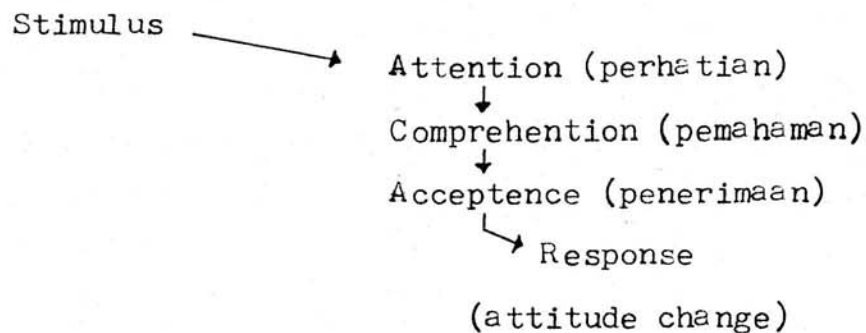 Stimulus
Attention (perhatian)
Comprehention (pemahaman)
Acceptence (penerimaan)
Response
(attitude change)